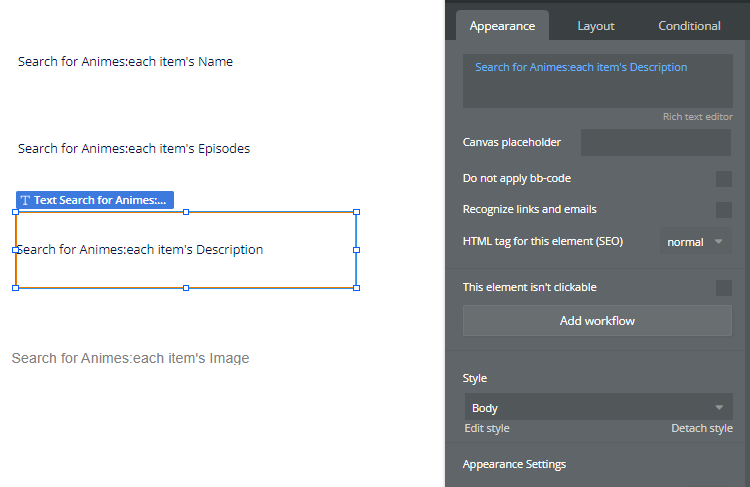 Search for Animes:each item's Name
Search for Animes:each item's Episodes
T Text Search for Animes:...
Search for Animes:each item's Description
Search for Animes:each item's Image
Appearance Layout Conditional
Search for Animes:each item's Description
Rich text editor
Canvas placeholder
Do not apply bb-code
Recognize links and emails
HTML tag for this element (SEO) normal
This element isn't clickable
Add workflow
Style
Body
Edit style Detach style
Appearance Settings